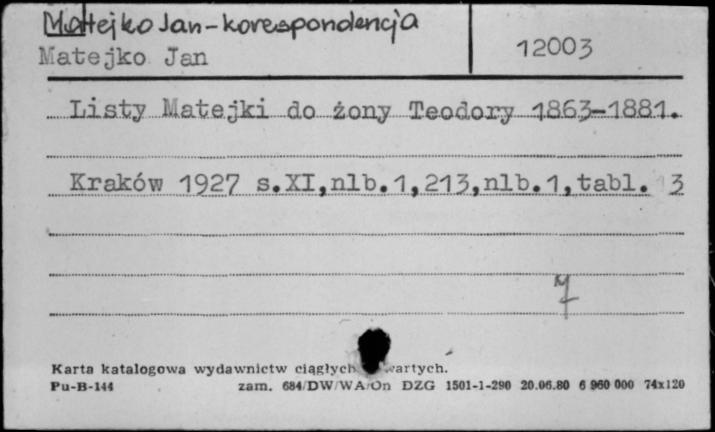 Matejko Jan-korespondencja
Matejko Jan
12003
Listy Matejki do żony Teodory 1863-1881.
Kraków 1927 s.XI,nlb.1,213,nlb.1,tabl. 3
Karta katalogowa wydawnictw ciągłych wartych.
Pu-B-144 zam. 684/DW/WA/On DZG 1501-1-290 20.06.80 6 960 000 74x120